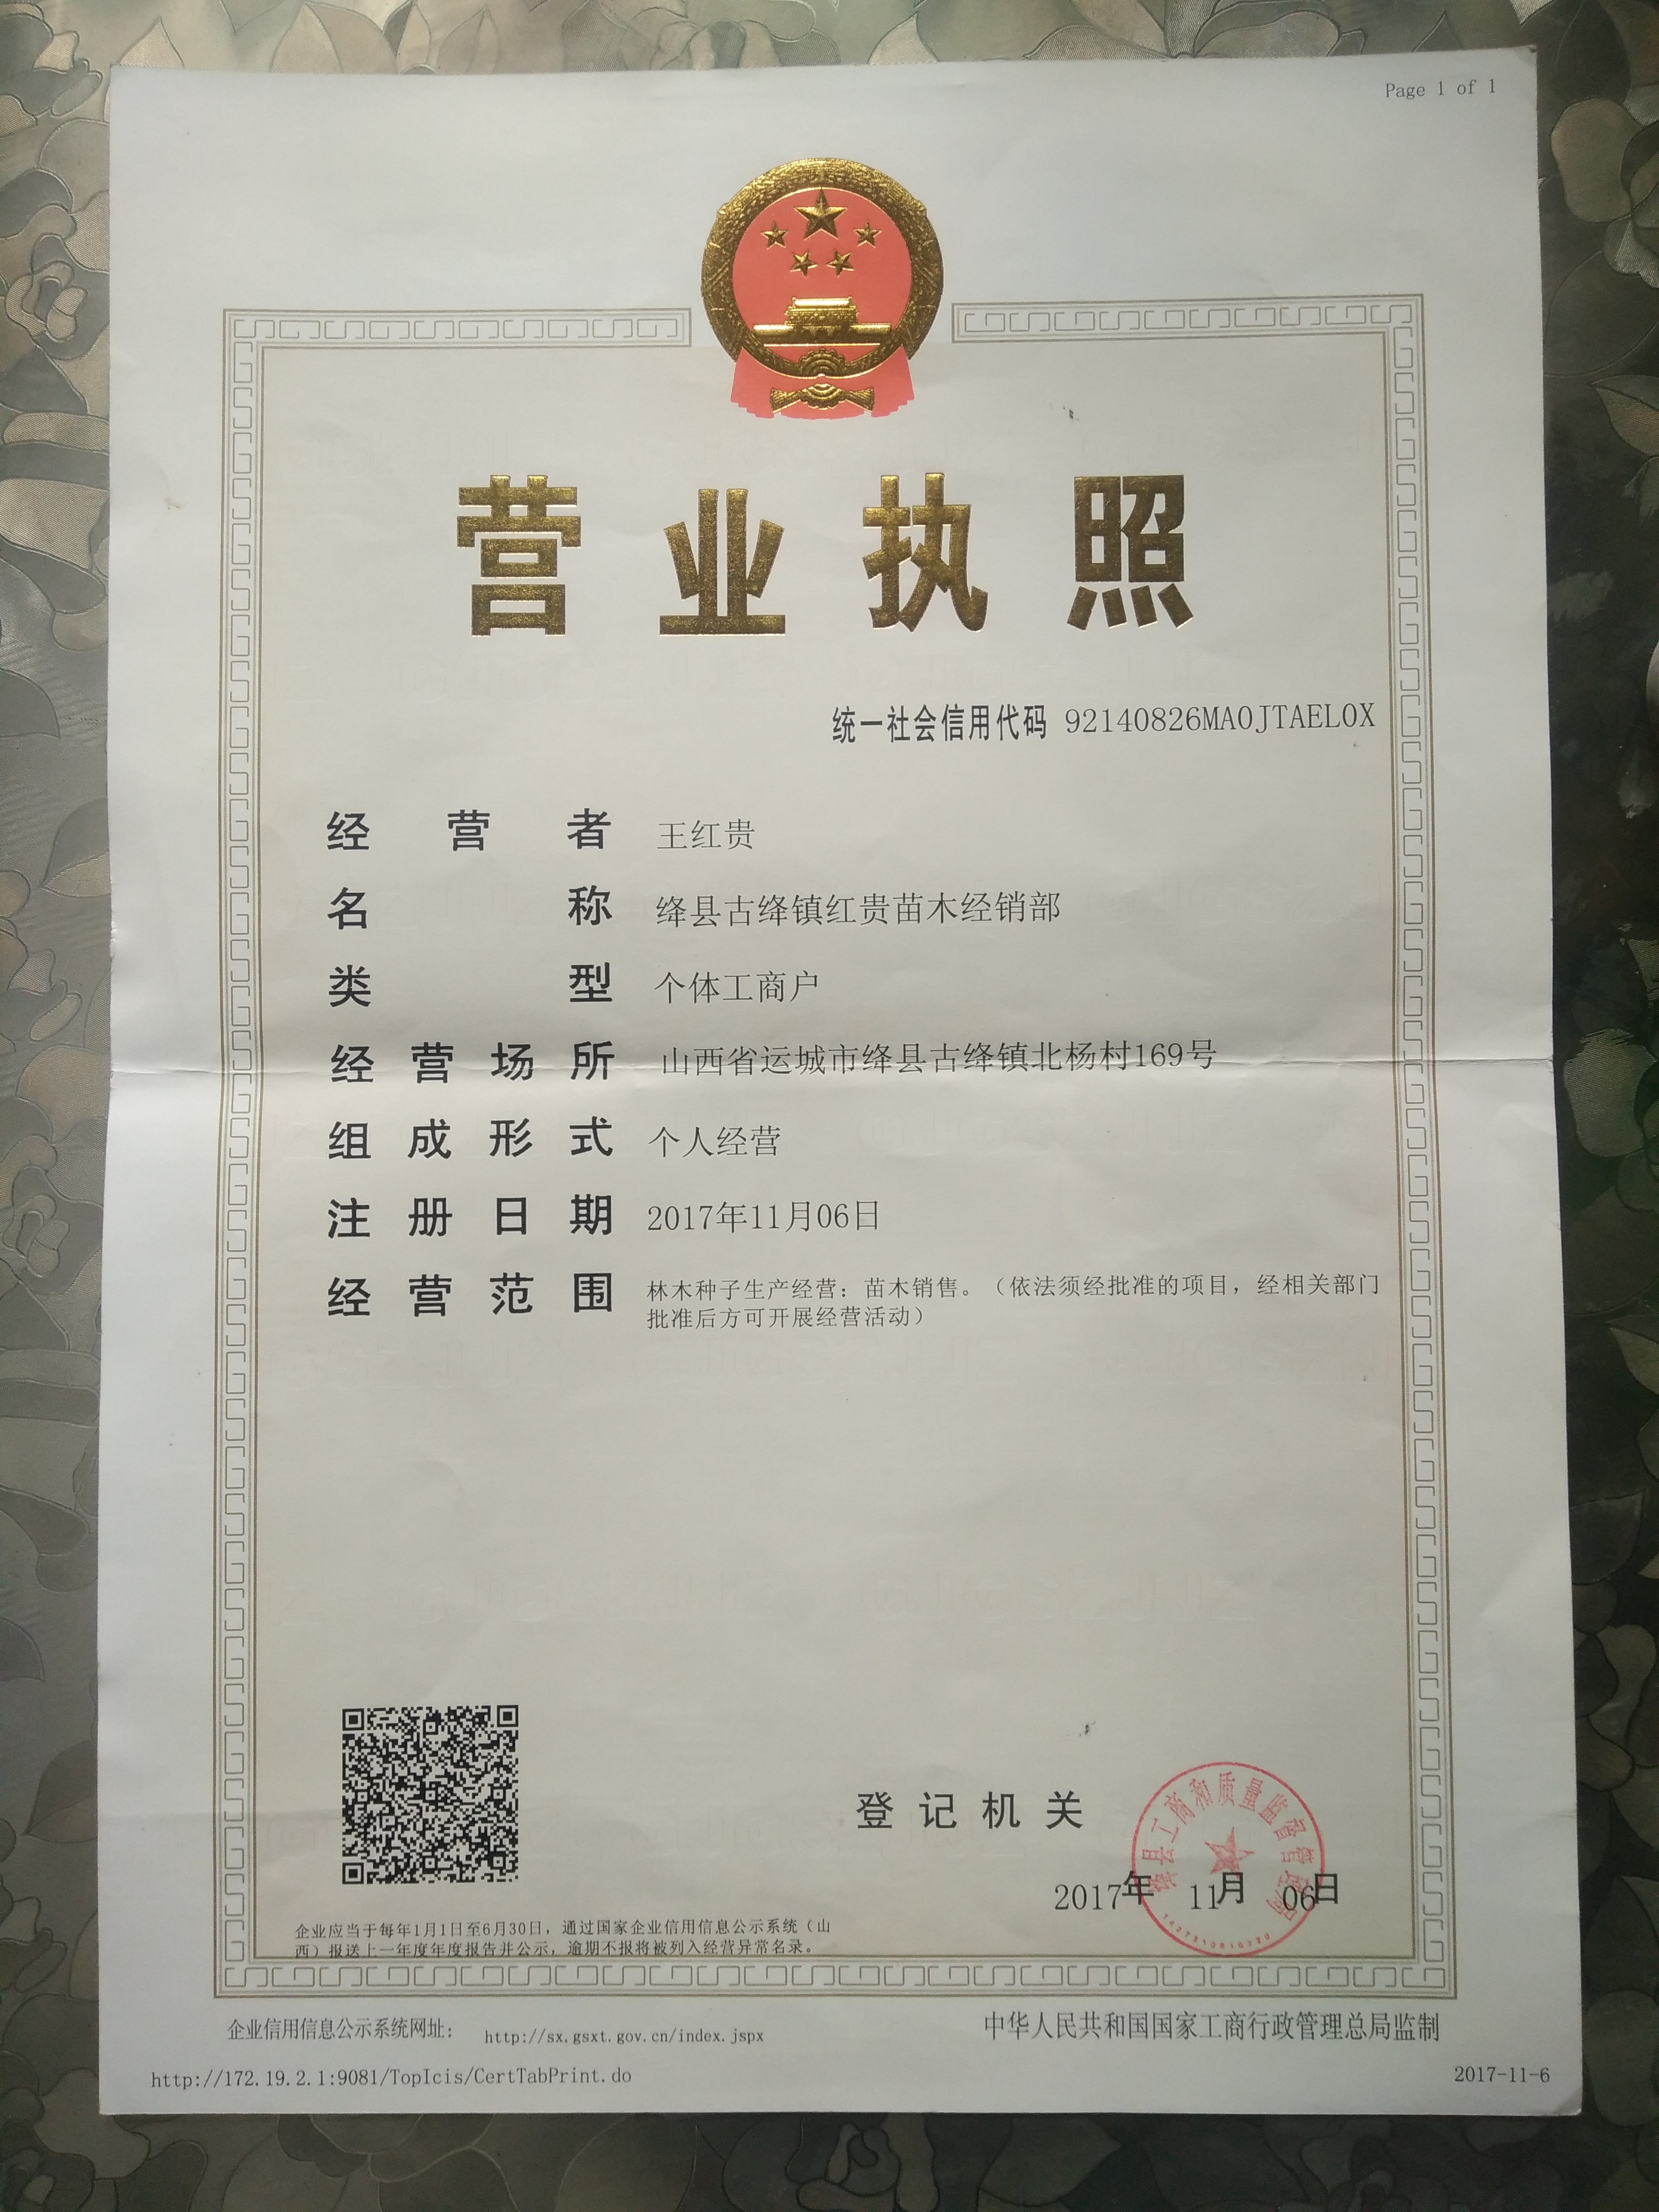 Page 1 of 1
营业执照
统一社会信用代码 92140826MA0JTAEL0X
经营者 王红贵
名称 绛县古绛镇红贵苗木经销部
类型 个体工商户
经营场所 山西省运城市绛县古绛镇北杨村169号
组成形式 个人经营
注册日期 2017年11月06日
经营范围 林木种子生产经营：苗木销售。（依法须经批准的项目，经相关部门
批准后方可开展经营活动）
登记机关
绛县工商和质量监督管理局
2017年 11月 06日
企业应当于每年1月1日至6月30日，通过国家企业信用信息公示系统（山
西）报送上一年度年度报告并公示，逾期不报将被列入经营异常名录。
企业信用信息公示系统网址： http://sx.gsxt.gov.cn/index.jspx
中华人民共和国国家工商行政管理总局监制
http://172.19.2.1:9081/TopIcis/CertTabPrint.do
2017-11-6